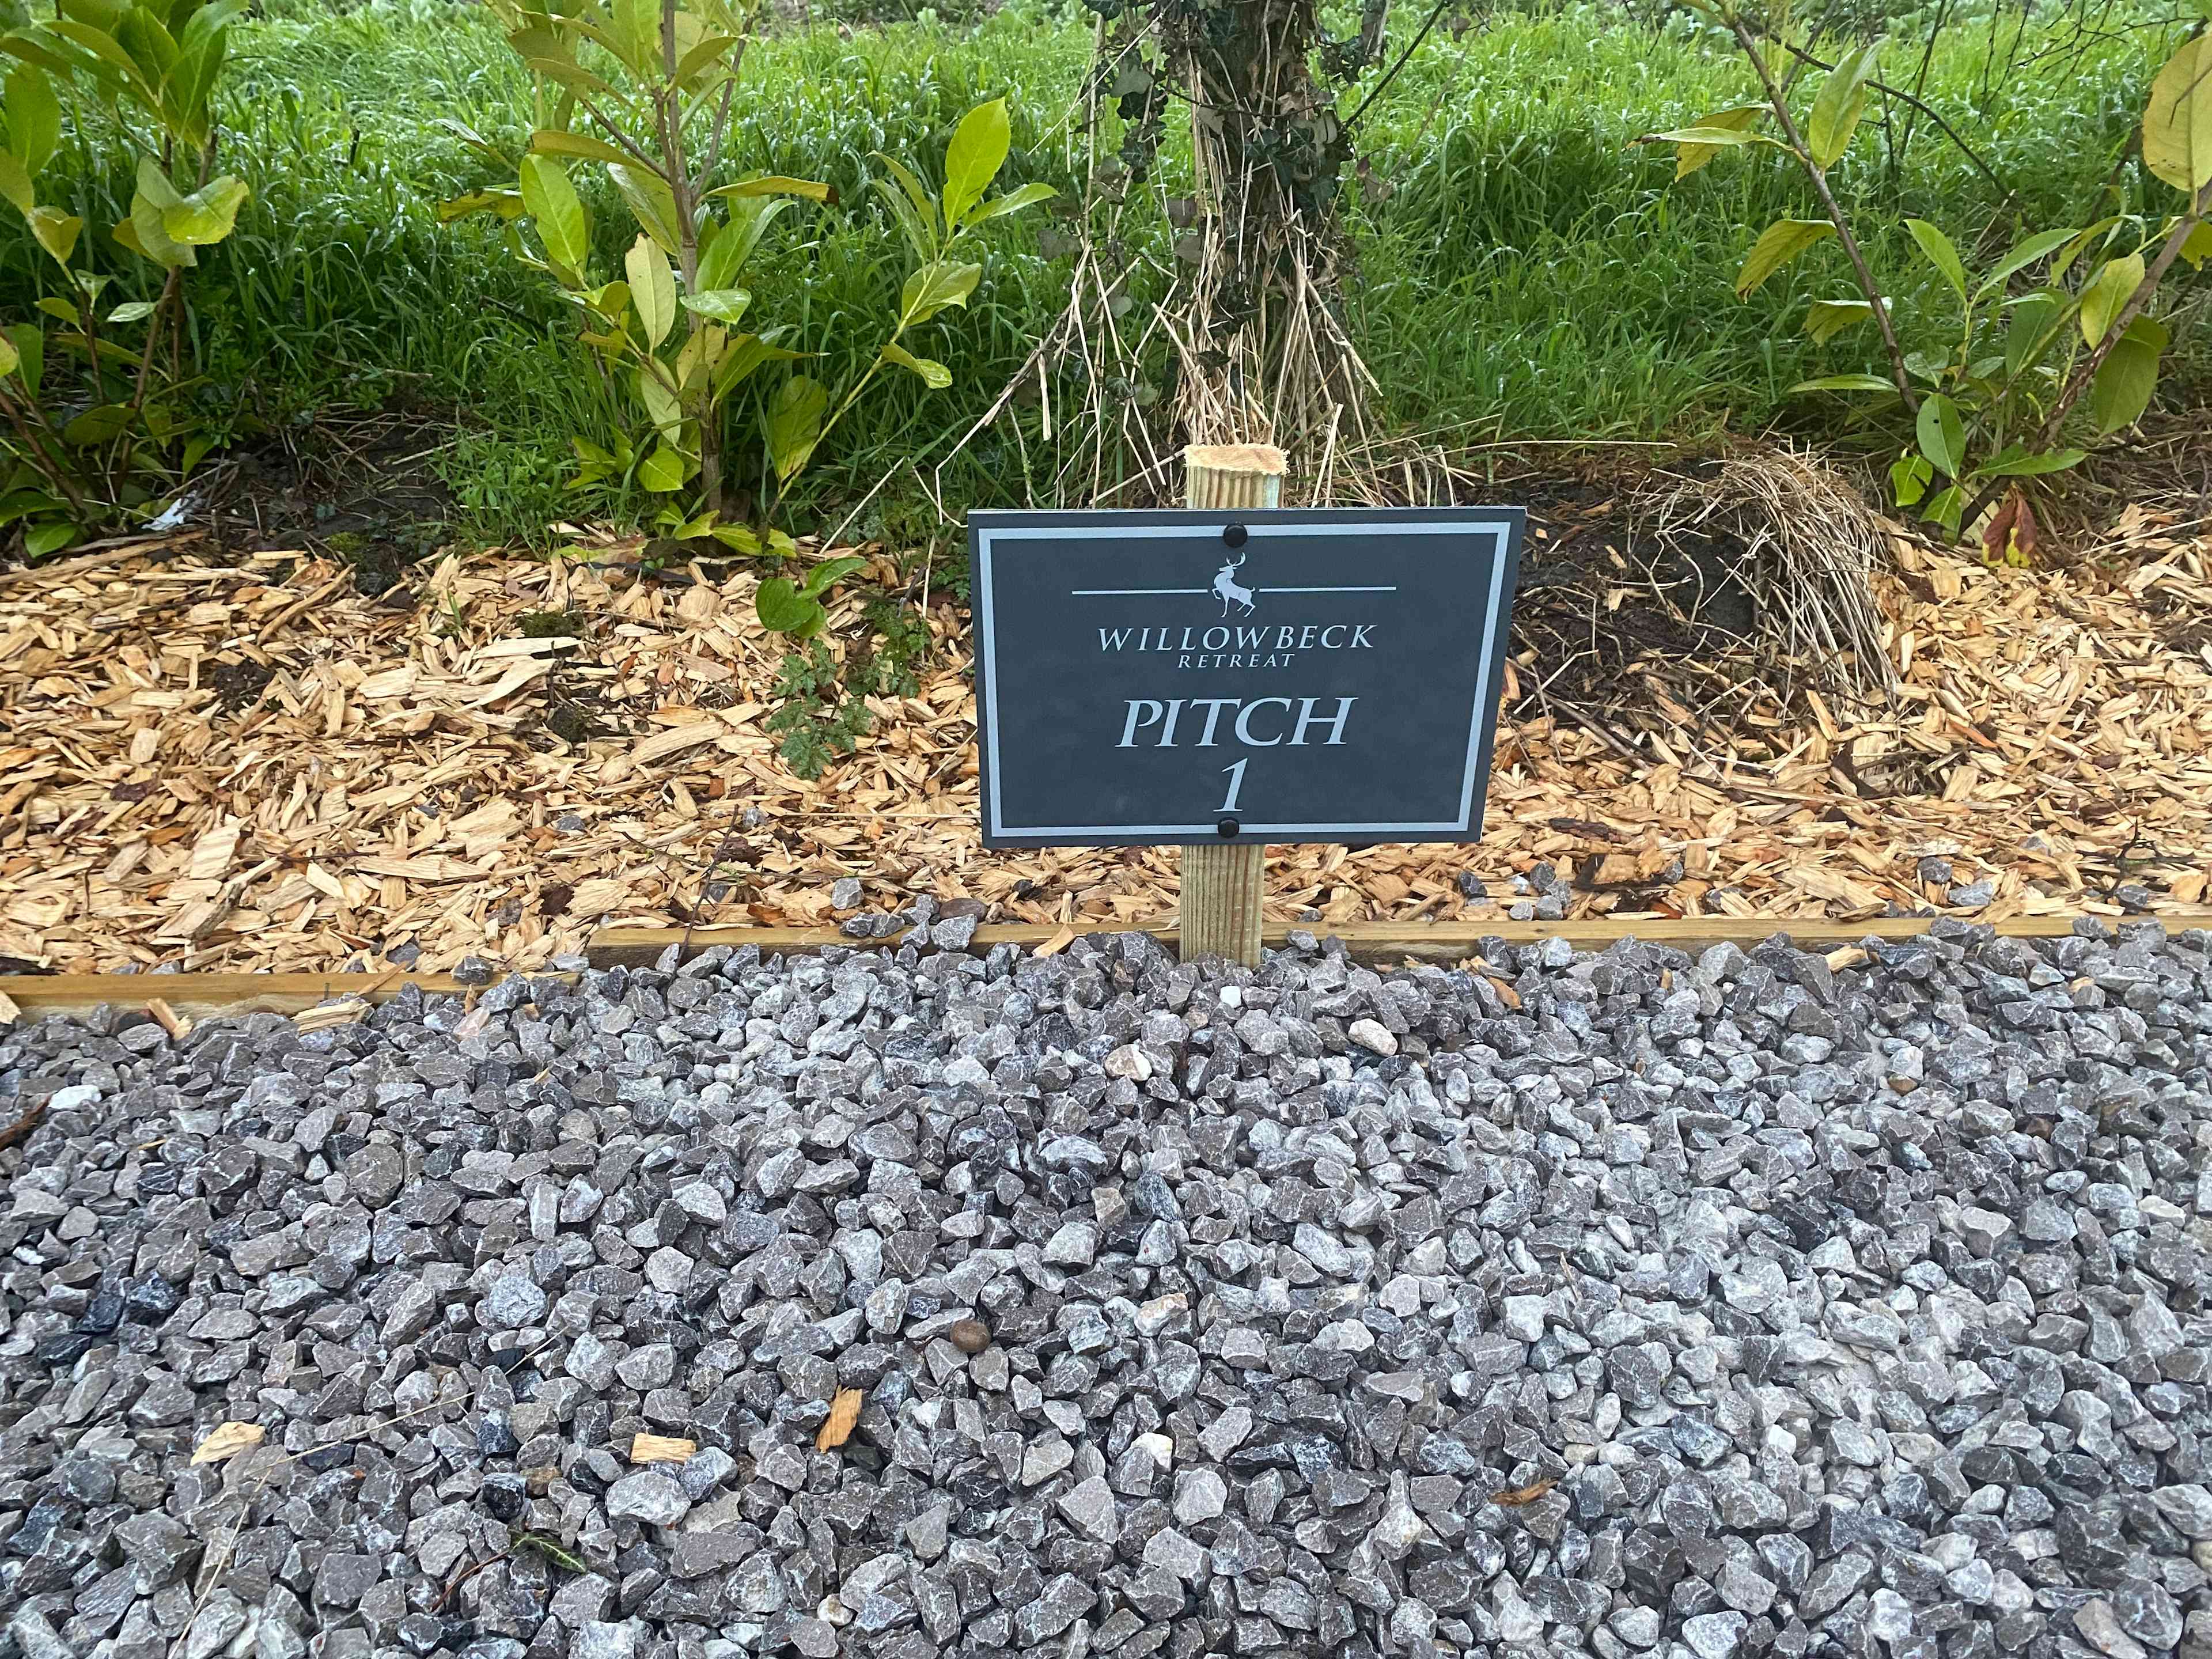 WILLOWBECK
RETREAT
PITCH
1